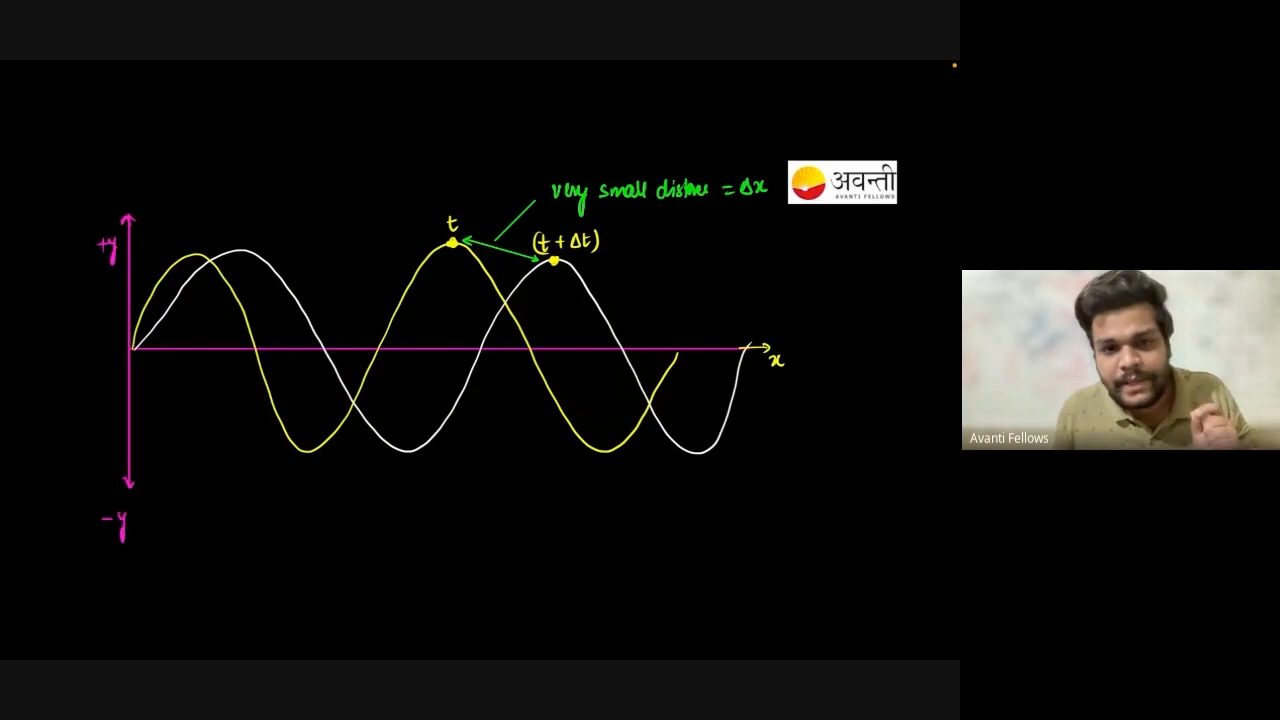 very small distance = Δx
अवन्ती
AVANTI FELLOWS
t
(t + Δt)
+y
x
Avanti Fellows
-y